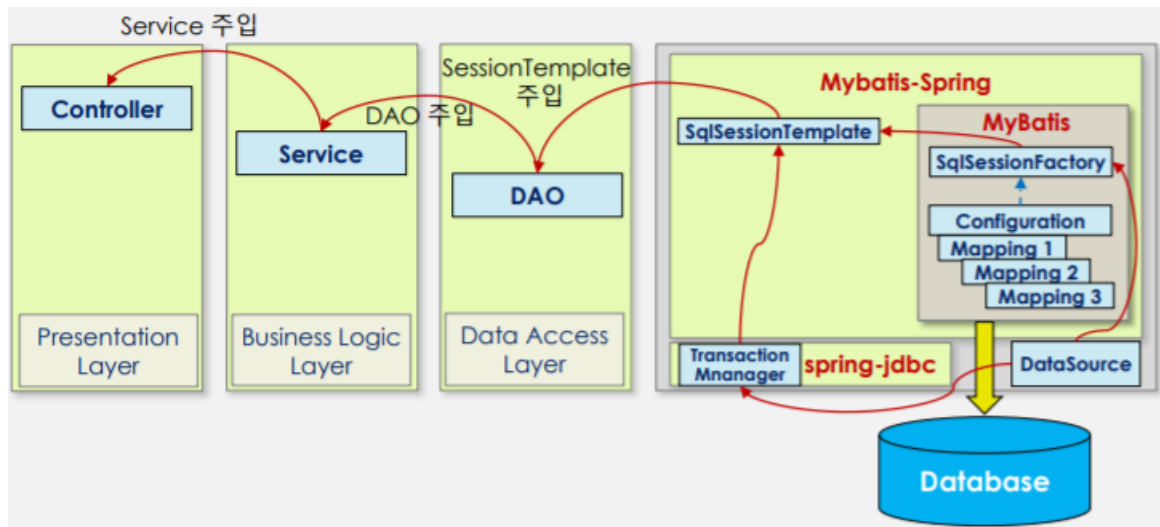 Service 주입
Controller
Presentation
Layer
Service
Business Logic
Layer
DAO 주입
SessionTemplate
주입
DAO
Data Access
Layer
Mybatis-Spring
SqlSessionTemplate
MyBatis
SqlSessionFactory
Configuration
Mapping 1
Mapping 2
Mapping 3
Transaction
Mnanager
spring-jdbc
DataSource
Database